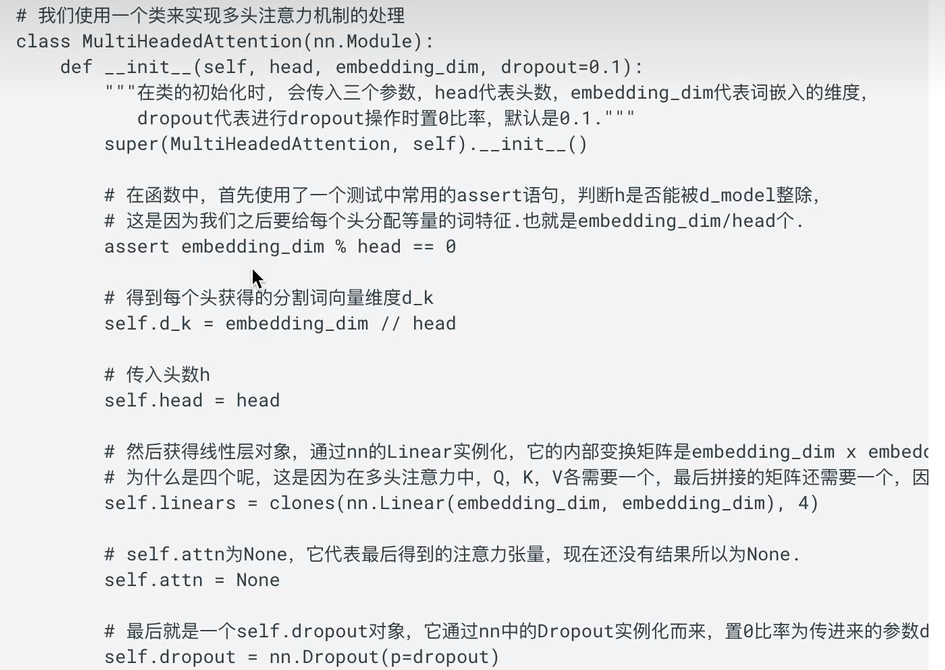 # 我们使用一个类来实现多头注意力机制的处理
class MultiHeadedAttention(nn.Module):
    def __init__(self, head, embedding_dim, dropout=0.1):
        """在类的初始化时, 会传入三个参数，head代表头数，embedding_dim代表词嵌入的维度，
           dropout代表进行dropout操作时置0比率，默认是0.1."""
        super(MultiHeadedAttention, self).__init__()
        # 在函数中，首先使用了一个测试中常用的assert语句，判断h是否能被d_model整除，
        # 这是因为我们之后要给每个头分配等量的词特征.也就是embedding_dim/head个.
        assert embedding_dim % head == 0
        # 得到每个头获得的分割词向量维度d_k
        self.d_k = embedding_dim // head
        # 传入头数h
        self.head = head
        # 然后获得线性层对象，通过nn的Linear实例化，它的内部变换矩阵是embedding_dim x embed
        # 为什么是四个呢，这是因为在多头注意力中，Q，K，V各需要一个，最后拼接的矩阵还需要一个，因
        self.linears = clones(nn.Linear(embedding_dim, embedding_dim), 4)
        # self.attn为None，它代表最后得到的注意力张量，现在还没有结果所以为None.
        self.attn = None
        # 最后就是一个self.dropout对象，它通过nn中的Dropout实例化而来，置0比率为传进来的参数d
        self.dropout = nn.Dropout(p=dropout)